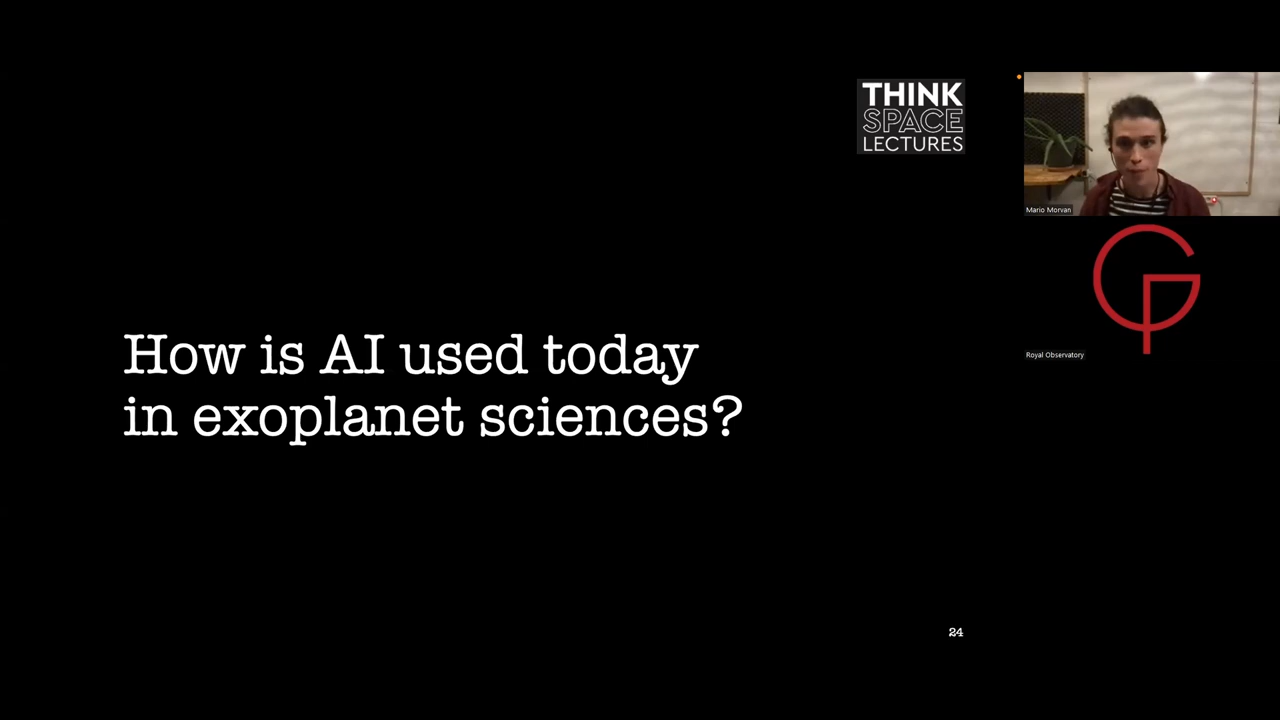 THINK
SPACE
LECTURES
Mario Morvan
Royal Observatory
How is AI used today
in exoplanet sciences?
24